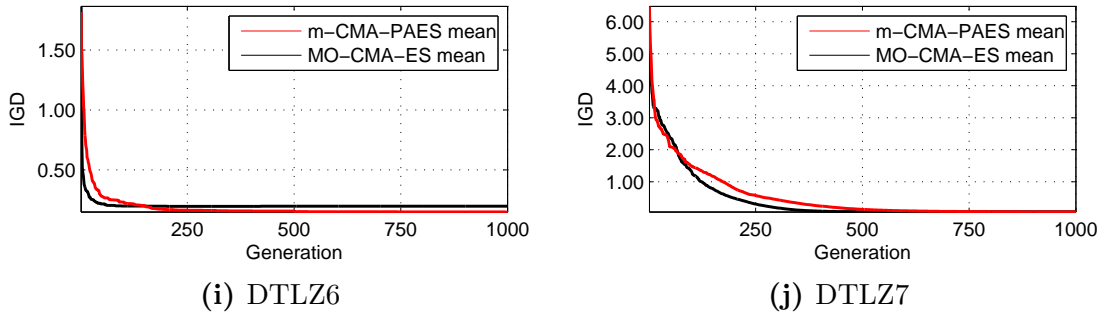 m−CMA−PAES mean
MO−CMA−ES mean
1.50
1.00
0.50
IGD
250
500
750
1000
Generation
(i) DTLZ6
m−CMA−PAES mean
MO−CMA−ES mean
6.00
5.00
4.00
3.00
2.00
1.00
IGD
250
500
750
1000
Generation
(j) DTLZ7